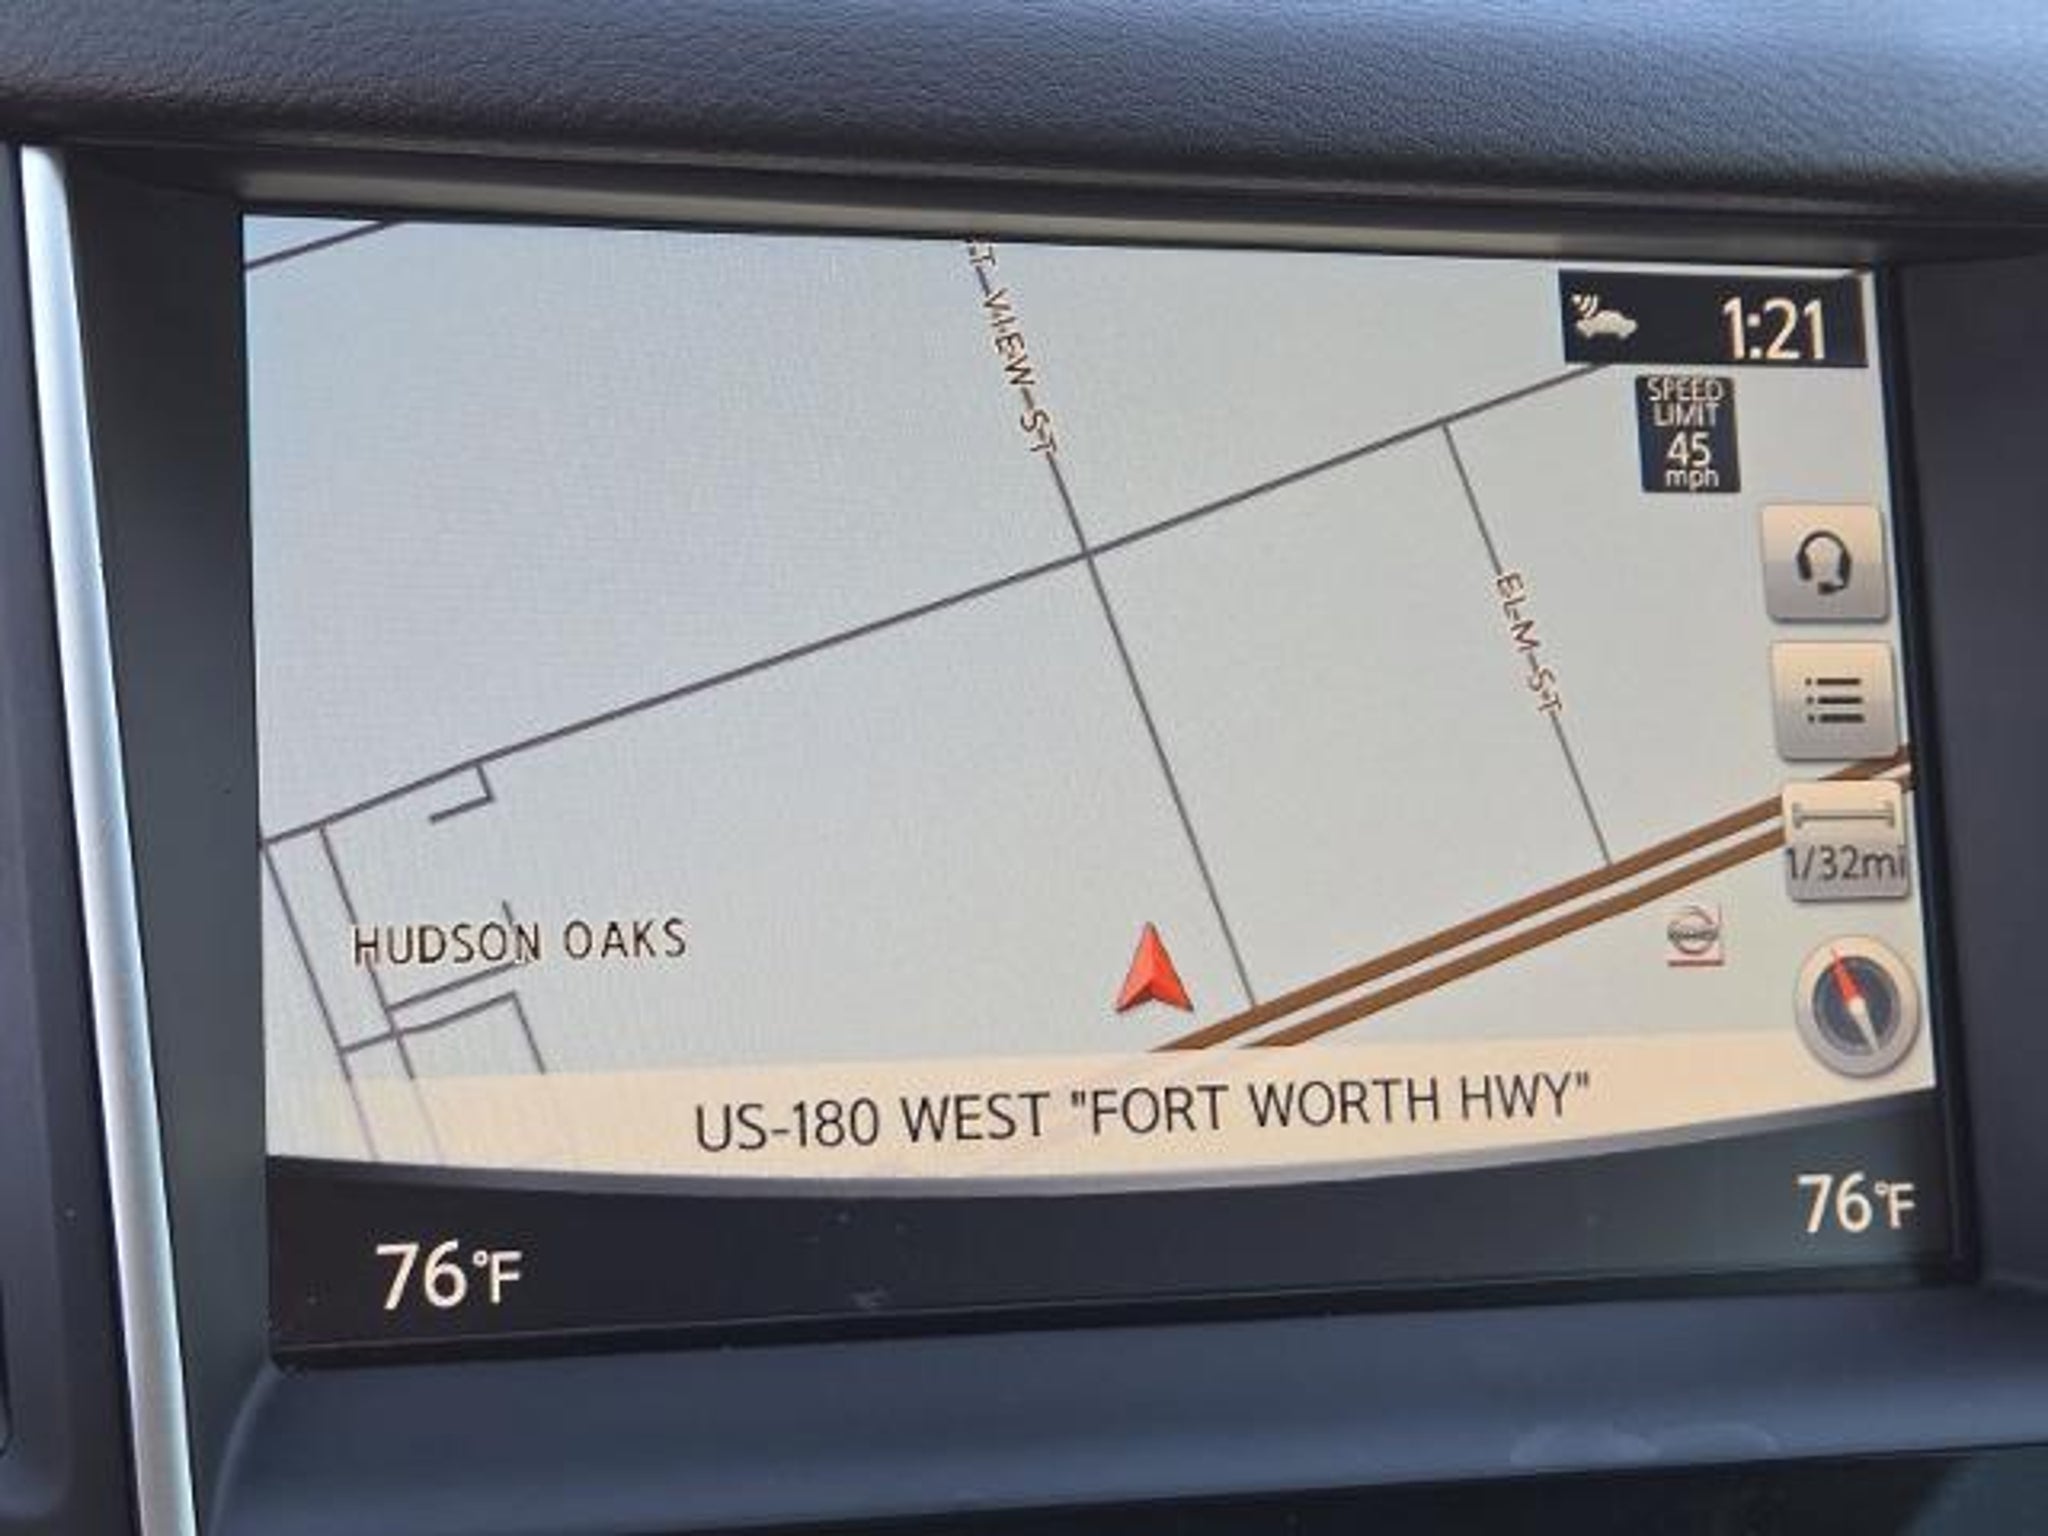 VIEW ST
1:21
SPEED
LIMIT
45
mph
ELM ST
1/32mi
HUDSON OAKS
US-180 WEST "FORT WORTH HWY"
76°F
76°F